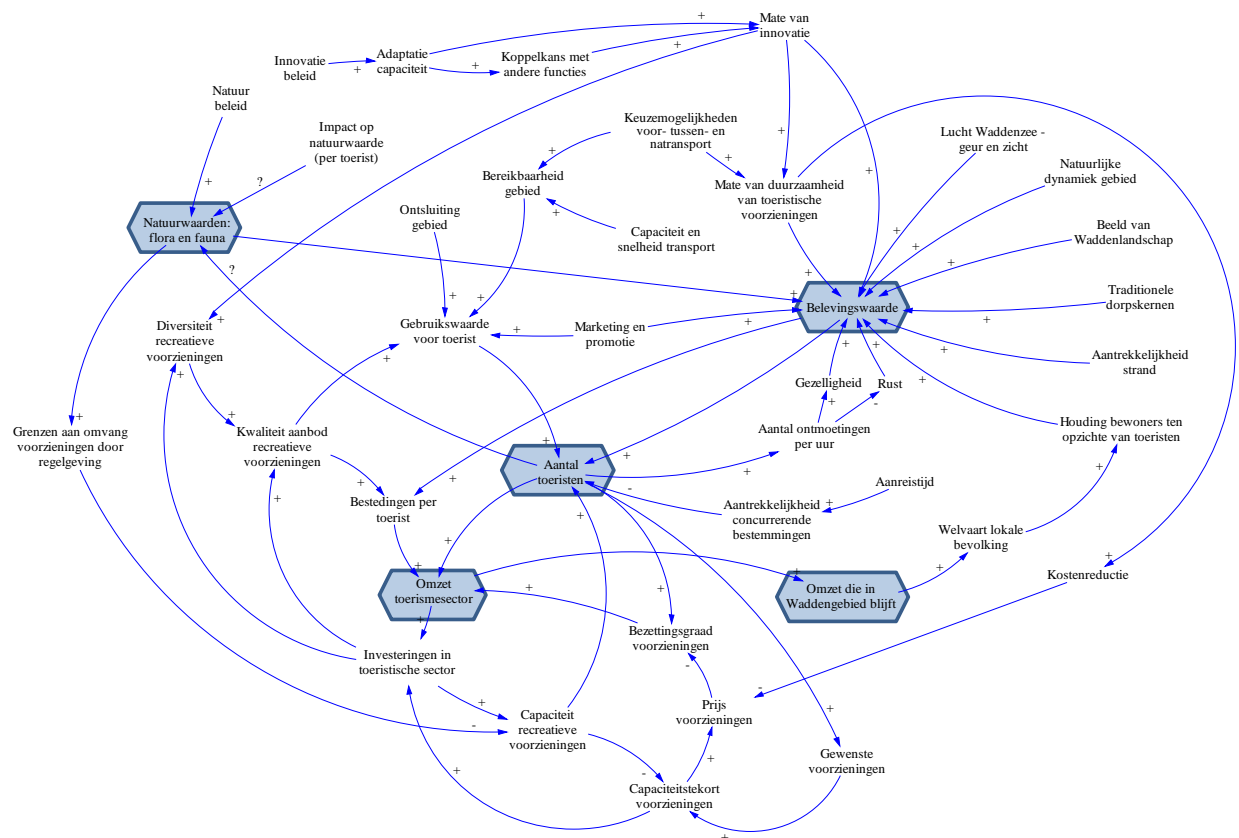 Mate van
innovatie
Adaptatie
capaciteit
Koppelkans met
andere functies
Innovatie
beleid
Natuur
beleid
Impact op
natuurwaarde
(per toerist)
Keuzemogelijkheden
voor- tussen- en
natransport
Lucht Waddenzee -
geur en zicht
Natuurlijke
dynamiek gebied
Bereikbaarheid
gebied
Mate van duurzaamheid
van toeristische
voorzieningen
Ontsluiting
gebied
Natuurwaarden:
flora en fauna
Capaciteit en
snelheid transport
Beeld van
Waddenlandschap
Traditionele
dorpskernen
Belevingswaarde
Diversiteit
recreatieve
voorzieningen
Gebruikswaarde
voor toerist
Marketing en
promotie
Aantrekkelijkheid
strand
Gezelligheid
Rust
Grenzen aan omvang
voorzieningen door
regelgeving
Kwaliteit aanbod
recreatieve
voorzieningen
Aantal ontmoetingen
per uur
Houding bewoners ten
opzichte van toeristen
Aantal
toeristen
Aanreistijd
Bestedingen per
toerist
Aantrekkelijkheid
concurrerende
bestemmingen
Welvaart lokale
bevolking
Omzet
toerismesector
Omzet die in
Waddengebied blijft
Kostenreductie
Bezettingsgraad
voorzieningen
Investeringen in
toeristische sector
Capaciteit
recreatieve
voorzieningen
Prijs
voorzieningen
Gewenste
voorzieningen
Capaciteitstekort
voorzieningen